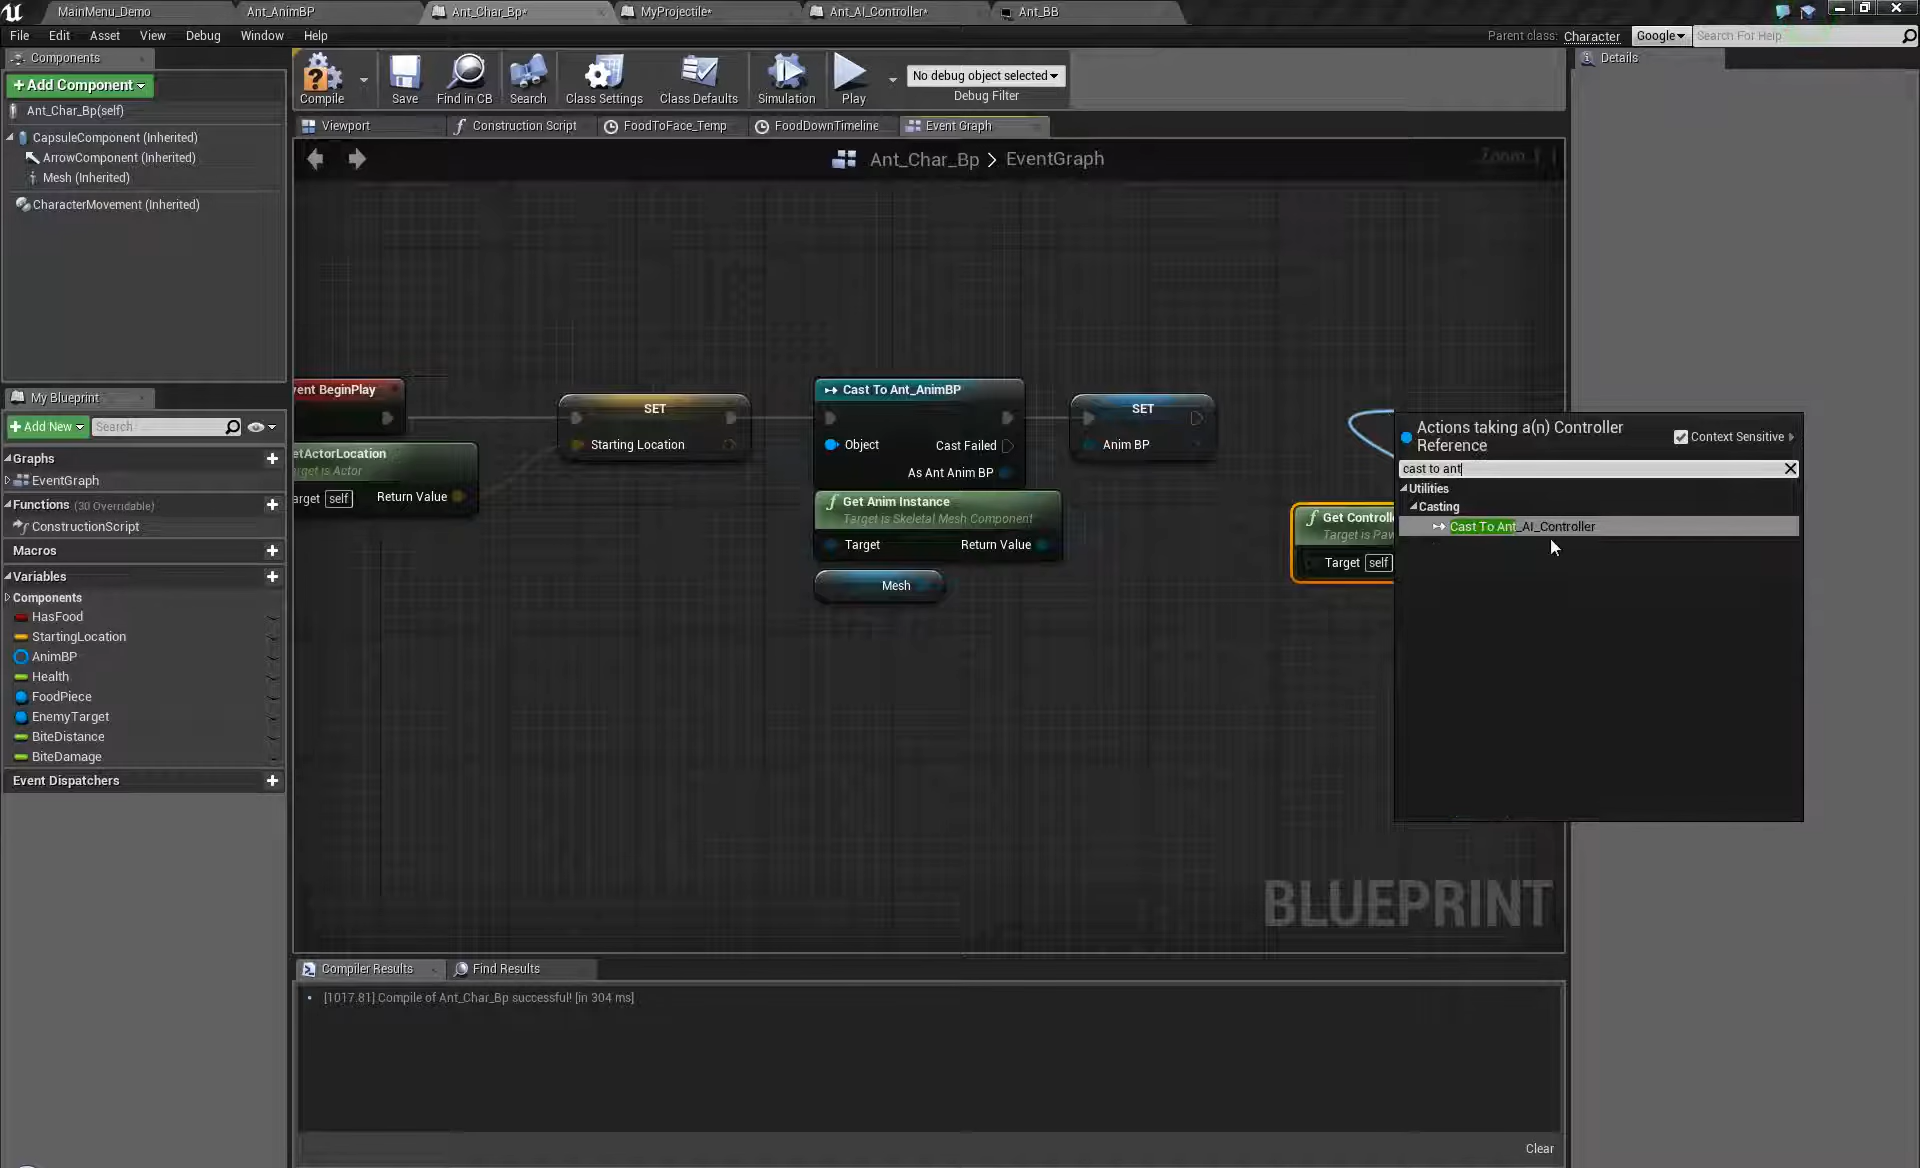 MainMenu_Demo
Ant_AnimBP
Ant_Char_Bp*
MyProjectile*
Ant_AI_Controller*
Ant_BB
File Edit Asset View Debug Window Help
Parent class: Character
Google
Search For Help
Components
+Add Component
Ant_Char_Bp(self)
CapsuleComponent (Inherited)
ArrowComponent (Inherited)
Mesh (Inherited)
CharacterMovement (Inherited)
Compile
Save
Find in CB
Search
Class Settings
Class Defaults
Simulation
Play
No debug object selected
Debug Filter
Details
Viewport
Construction Script
FoodToFace_Temp
FoodDownTimeline
Event Graph
Ant_Char_Bp > EventGraph
Zoom 1:1
My Blueprint
+Add New
Search
Graphs
EventGraph
Functions (30 Overridable)
ConstructionScript
Macros
Variables
Components
HasFood
StartingLocation
AnimBP
Health
FoodPiece
EnemyTarget
BiteDistance
BiteDamage
Event Dispatchers
vent BeginPlay
etActorLocation
rget is Actor
arget self
Return Value
SET
Starting Location
Cast To Ant_AnimBP
Object
Cast Failed
As Ant Anim BP
Get Anim Instance
Target is Skeletal Mesh Component
Target
Return Value
Mesh
SET
Anim BP
Get Controlle
Target is Paw
Target self
Actions taking a(n) Controller
Reference
Context Sensitive
cast to ant
Utilities
Casting
Cast To Ant_AI_Controller
BLUEPRINT
Compiler Results
Find Results
[1017.81] Compile of Ant_Char_Bp successful! [in 304 ms]
Clear